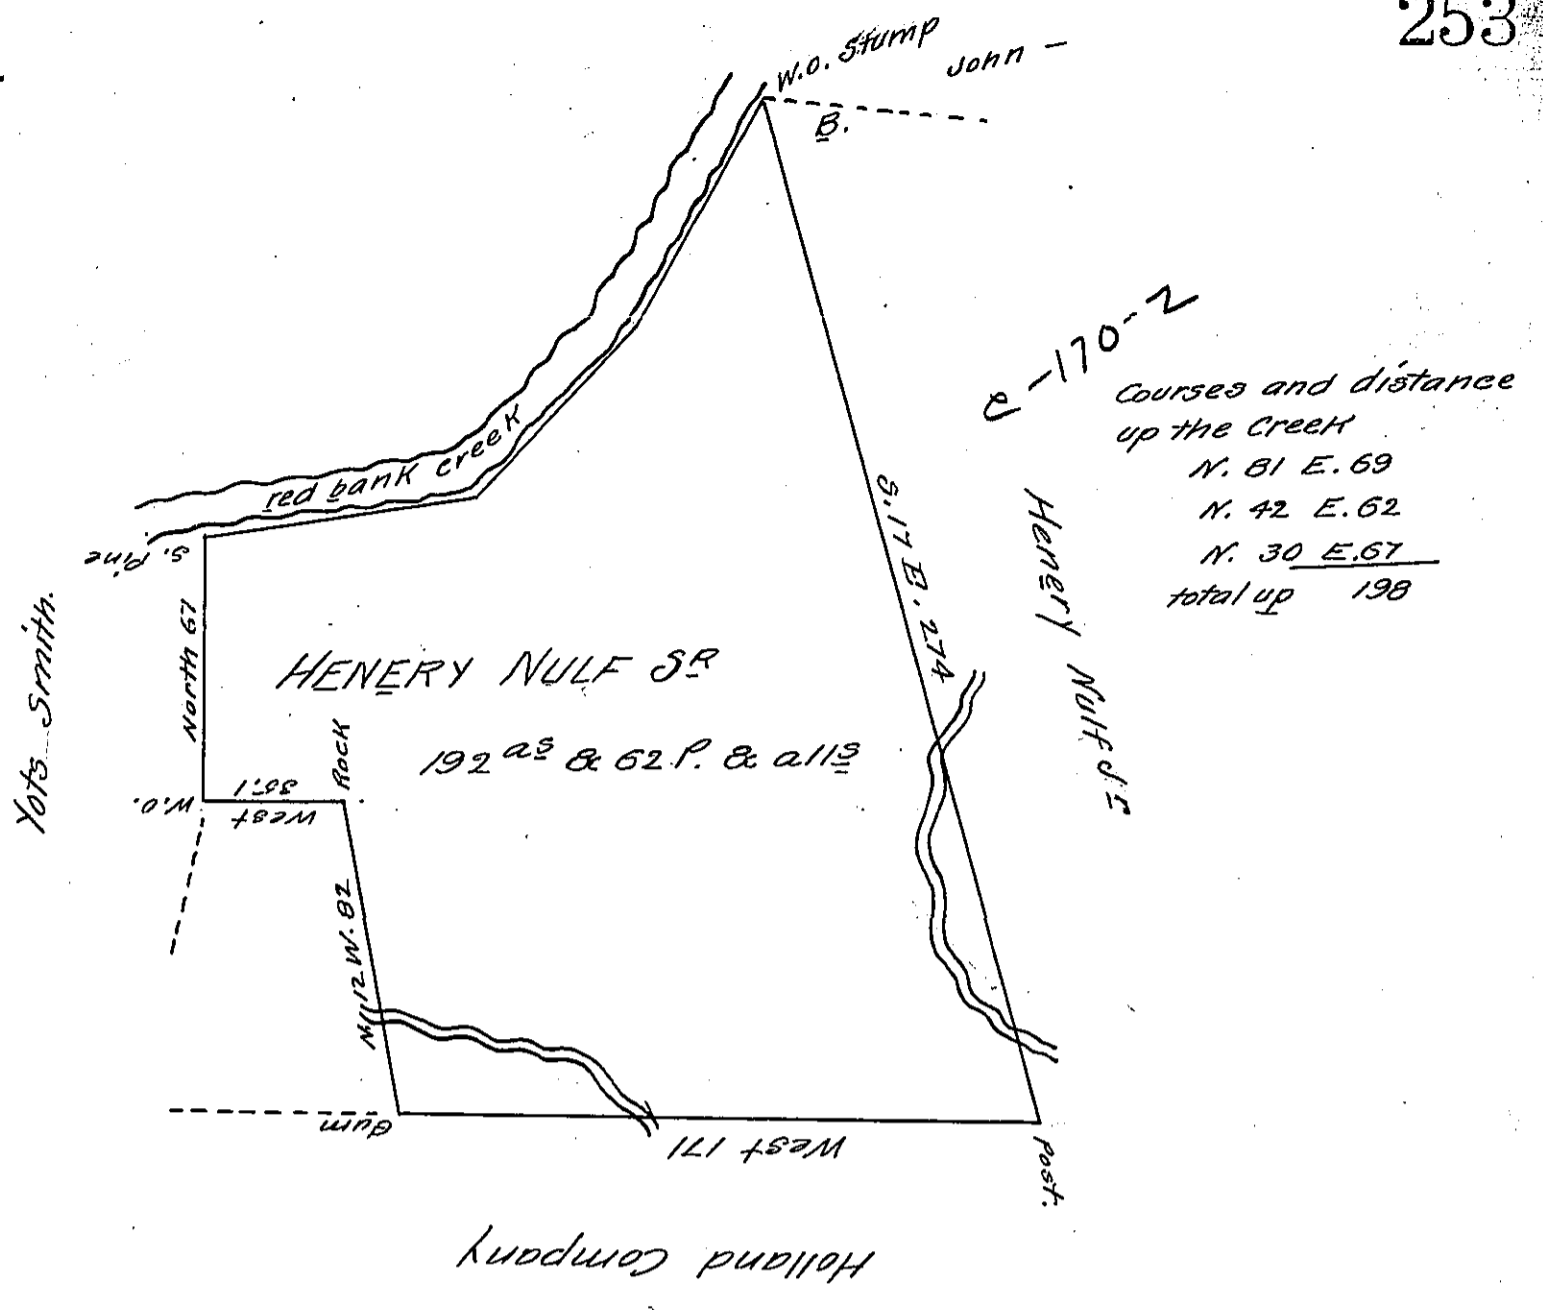 253
W.O. Stump
John -
B.
C-170-2
Courses and distance
up the Creek
N. 81 E. 69
N. 42 E. 62
N. 30 E. 67
total up 198
red bank creek
S. Pine
S. 17 E. 274
Henery Nulf Jr
Yots Smith.
North 67
HENERY NULF SR
192 as & 62 P. & alls
Rock
W.O.
West
N. 12 W. 82
Gum
West 171
Post.
Holland Company